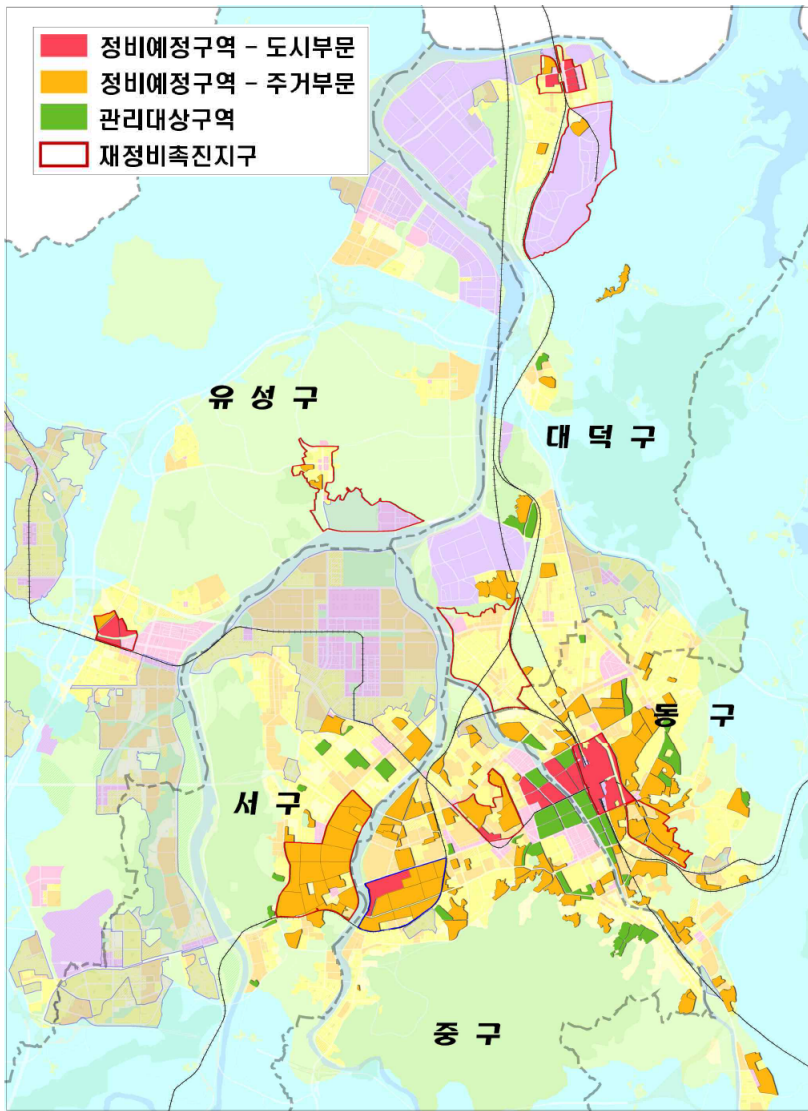 정비예정구역 - 도시부문
정비예정구역 - 주거부문
관리대상구역
재정비촉진지구
유성구
대덕구
동구
서구
중구